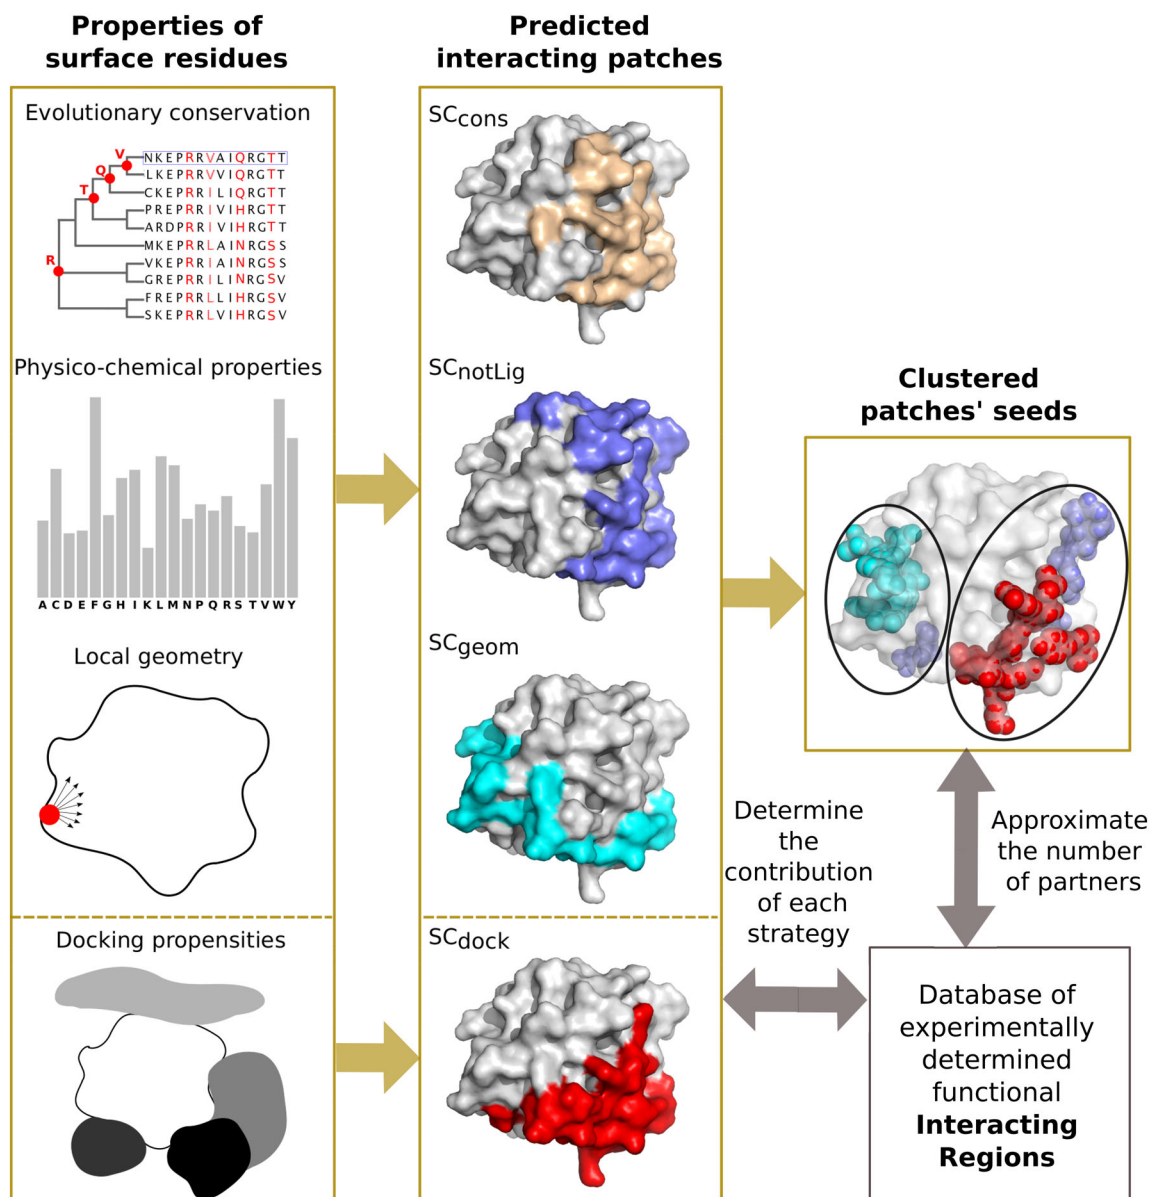 Properties of
surface residues
Predicted
interacting patches
Evolutionary conservation
V
Q
T
R
NKEPRRVAIQRGTT
LKEPRRVVIQRGTT
CKEPRRILIQRGTT
PREPRRIVIHRGTT
ARDPRRIVIHRGTT
MKEPRRLAINRGSS
VKEPRRIAINRGSS
GREPRRILINRGSV
FREPRRLLIHRGSV
SKEPRRLVIHRGSV
Physico-chemical properties
A C D E F G H I K L M N P Q R S T V W Y
Local geometry
Docking propensities
SCcons
SCnotLig
SCgeom
SCdock
Clustered
patches' seeds
Determine
the
contribution
of each
strategy
Approximate
the number
of partners
Database of
experimentally
determined
functional
Interacting
Regions